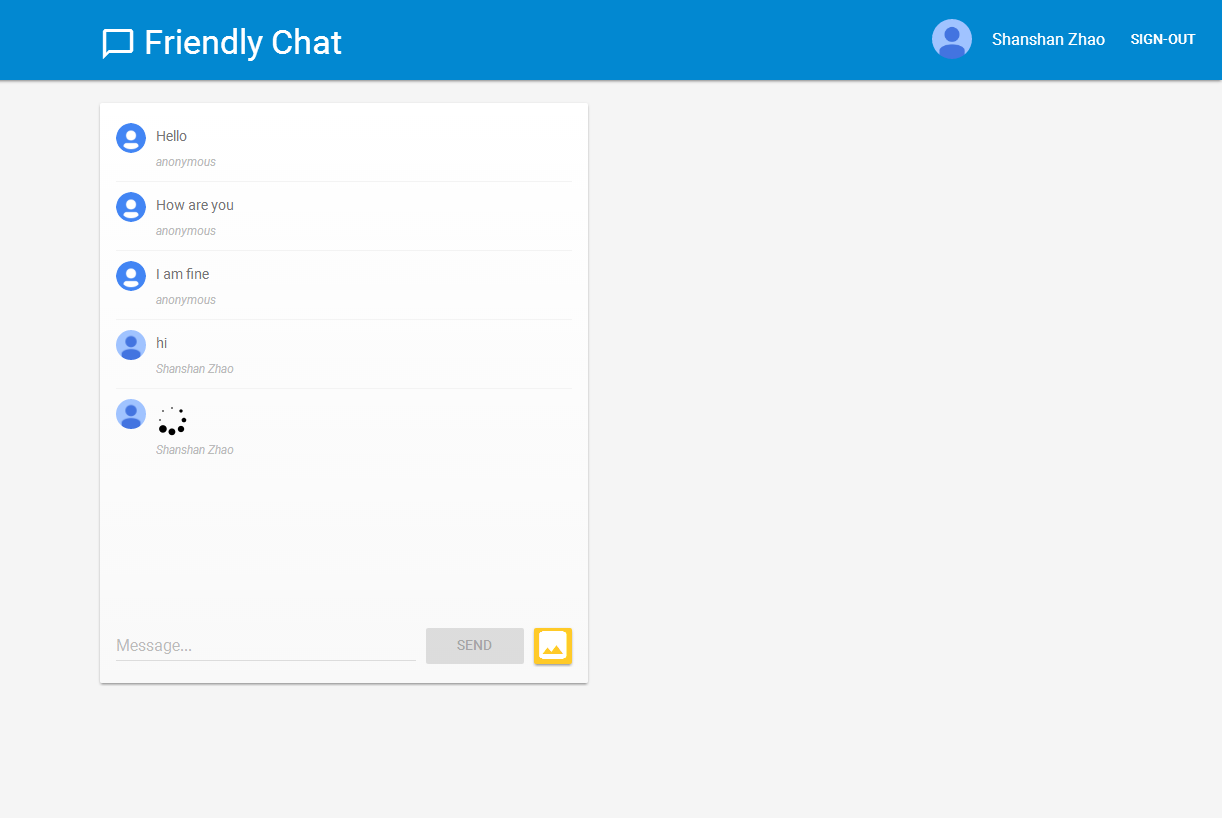 Friendly Chat
Shanshan Zhao SIGN-OUT
Hello
anonymous
How are you
anonymous
I am fine
anonymous
hi
Shanshan Zhao
Shanshan Zhao
Message... SEND